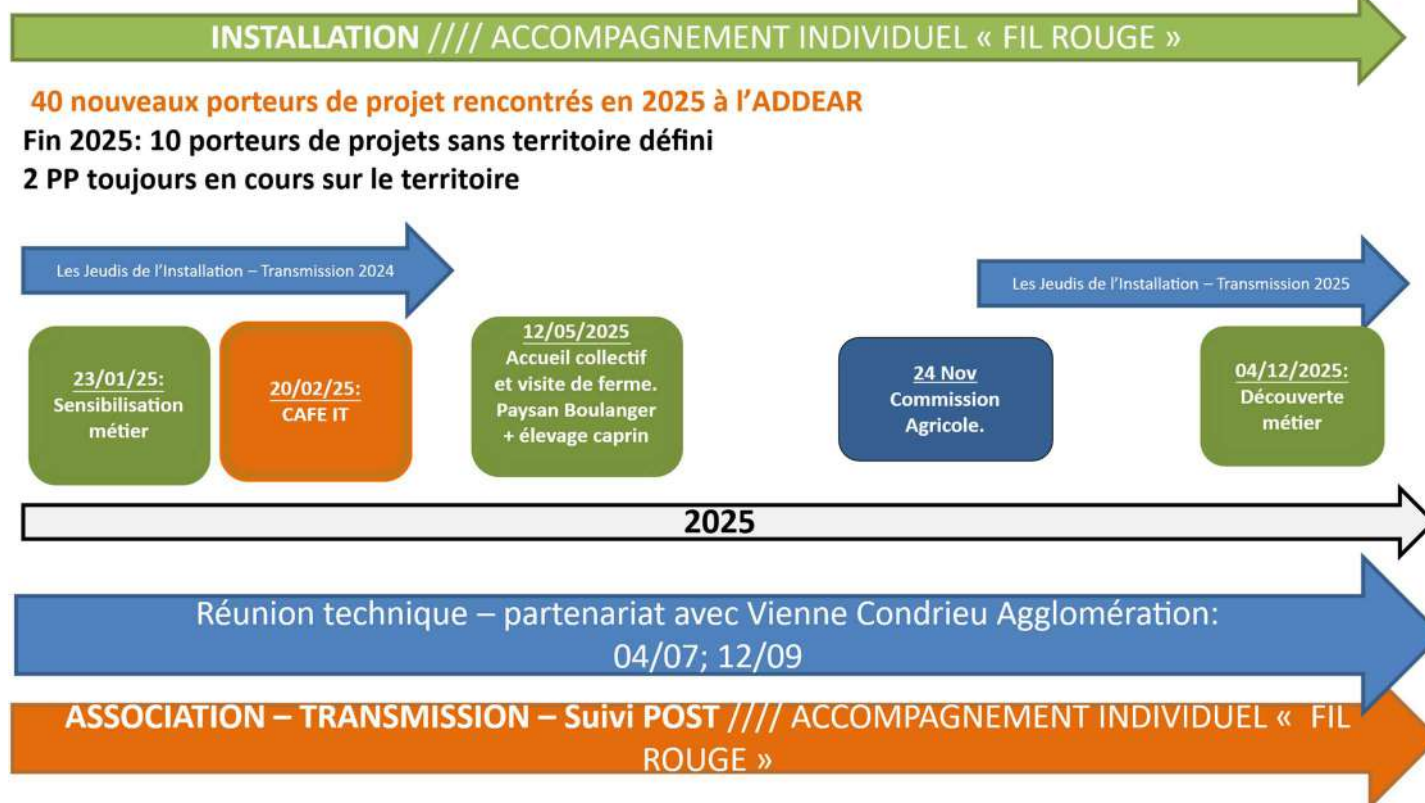 INSTALLATION //// ACCOMPAGNEMENT INDIVIDUEL « FIL ROUGE »
40 nouveaux porteurs de projet rencontrés en 2025 à l'ADDEAR
Fin 2025: 10 porteurs de projets sans territoire défini
2 PP toujours en cours sur le territoire
Les Jeudis de l'Installation – Transmission 2024
Les Jeudis de l'Installation – Transmission 2025
23/01/25:
Sensibilisation
métier
20/02/25:
CAFE IT
12/05/2025
Accueil collectif
et visite de ferme.
Paysan Boulanger
+ élevage caprin
24 Nov
Commission
Agricole.
04/12/2025:
Découverte
métier
2025
Réunion technique – partenariat avec Vienne Condrieu Agglomération:
04/07; 12/09
ASSOCIATION – TRANSMISSION – Suivi POST //// ACCOMPAGNEMENT INDIVIDUEL « FIL
ROUGE »